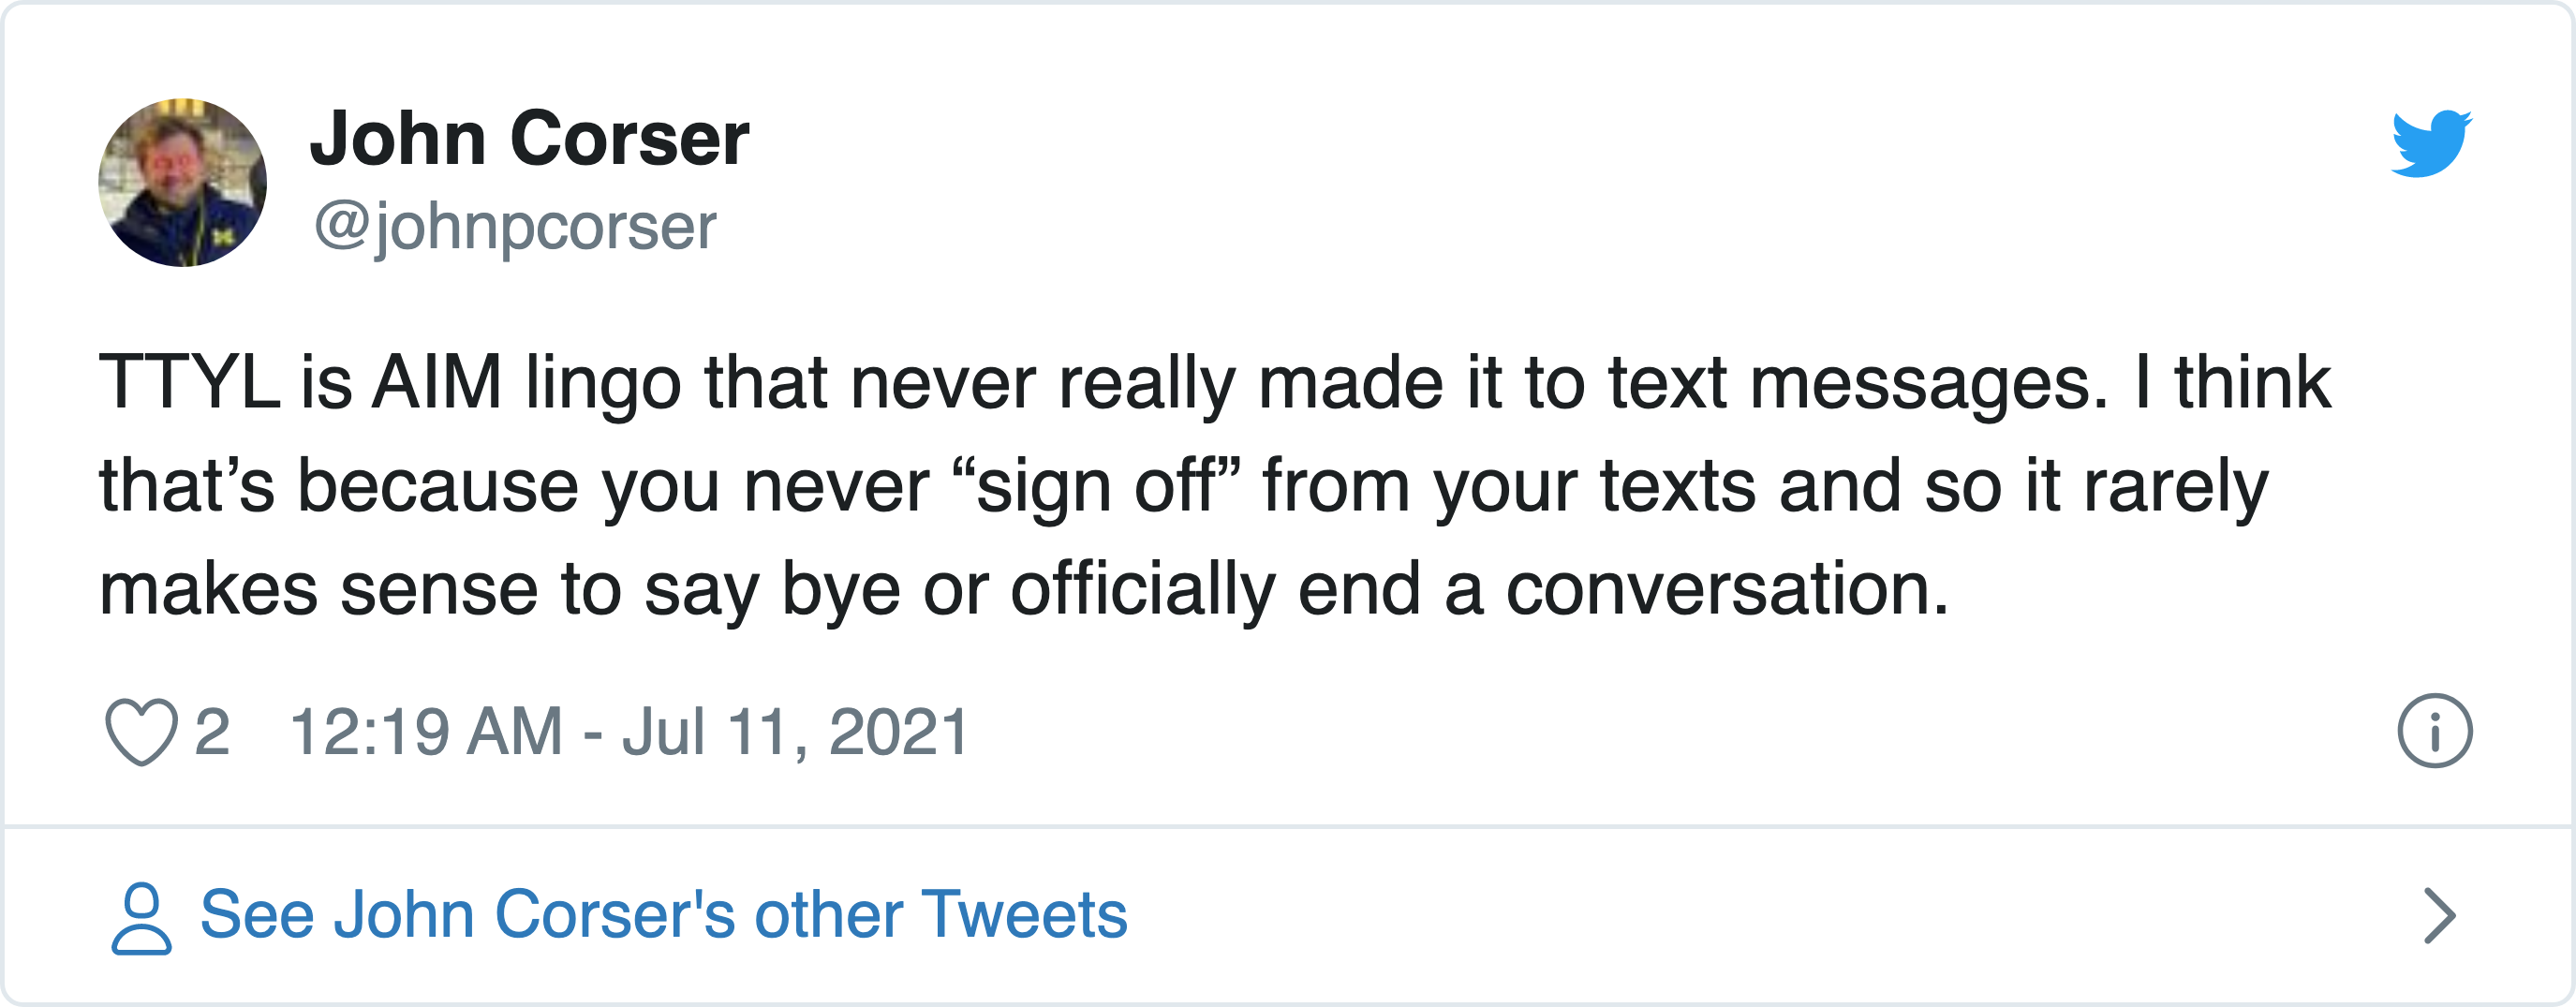 John Corser
@johnpcorser
TTYL is AIM lingo that never really made it to text messages. I think
that’s because you never “sign off” from your texts and so it rarely
makes sense to say bye or officially end a conversation.
2 12:19 AM - Jul 11, 2021
See John Corser's other Tweets